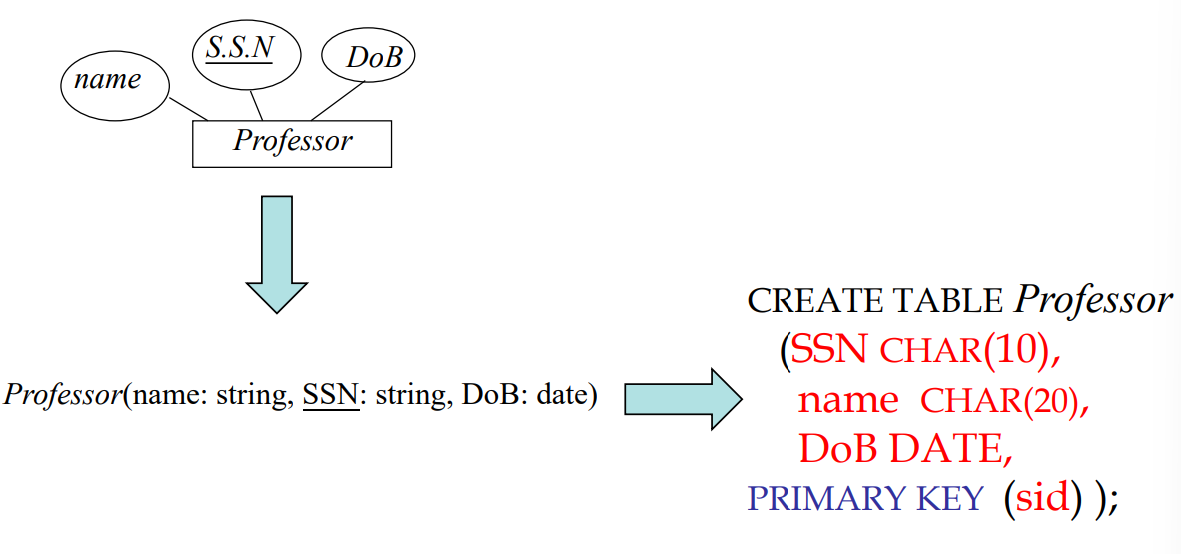 name
S.S.N
DoB
Professor
Professor(name: string, SSN: string, DoB: date)
CREATE TABLE Professor
(SSN CHAR(10),
name CHAR(20),
DoB DATE,
PRIMARY KEY (sid) );